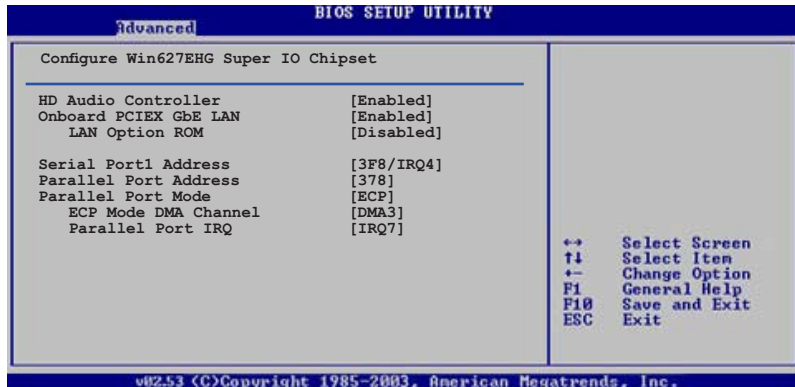 BIOS SETUP UTILITY
Advanced
Configure Win627EHG Super IO Chipset
HD Audio Controller [Enabled]
Onboard PCIEX GbE LAN [Enabled]
LAN Option ROM [Disabled]
Serial Port1 Address [3F8/IRQ4]
Parallel Port Address [378]
Parallel Port Mode [ECP]
ECP Mode DMA Channel [DMA3]
Parallel Port IRQ [IRQ7]
↔ Select Screen
↑↓ Select Item
+- Change Option
F1 General Help
F10 Save and Exit
ESC Exit
v02.53 (C)Copyright 1985-2003, American Megatrends, Inc.